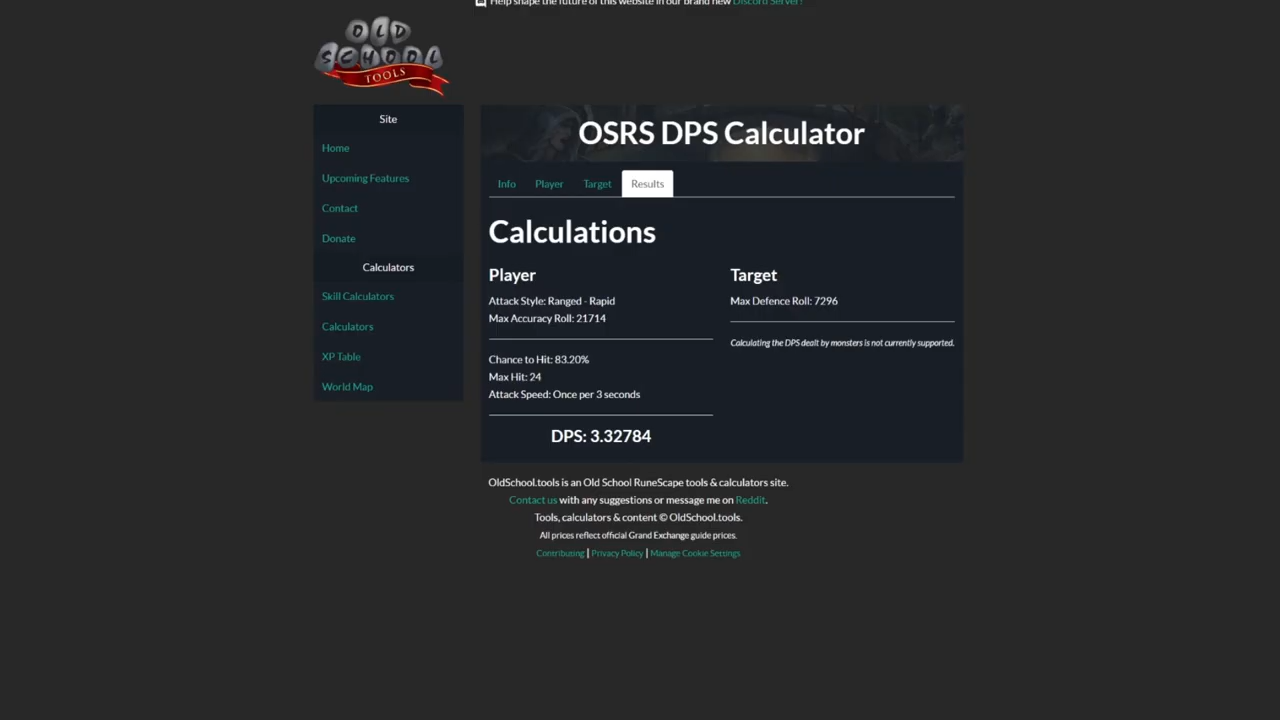 Help shape the future of this website in our brand new Discord Server!
OLD
SCHOOL
TOOLS
Site
Home
Upcoming Features
Contact
Donate
Calculators
Skill Calculators
Calculators
XP Table
World Map
OSRS DPS Calculator
Info Player Target Results
Calculations
Player
Attack Style: Ranged - Rapid
Max Accuracy Roll: 21714
Chance to Hit: 83.20%
Max Hit: 24
Attack Speed: Once per 3 seconds
DPS: 3.32784
Target
Max Defence Roll: 7296
Calculating the DPS dealt by monsters is not currently supported.
OldSchool.tools is an Old School RuneScape tools & calculators site.
Contact us with any suggestions or message me on Reddit.
Tools, calculators & content © OldSchool.tools.
All prices reflect official Grand Exchange guide prices.
Contributing | Privacy Policy | Manage Cookie Settings